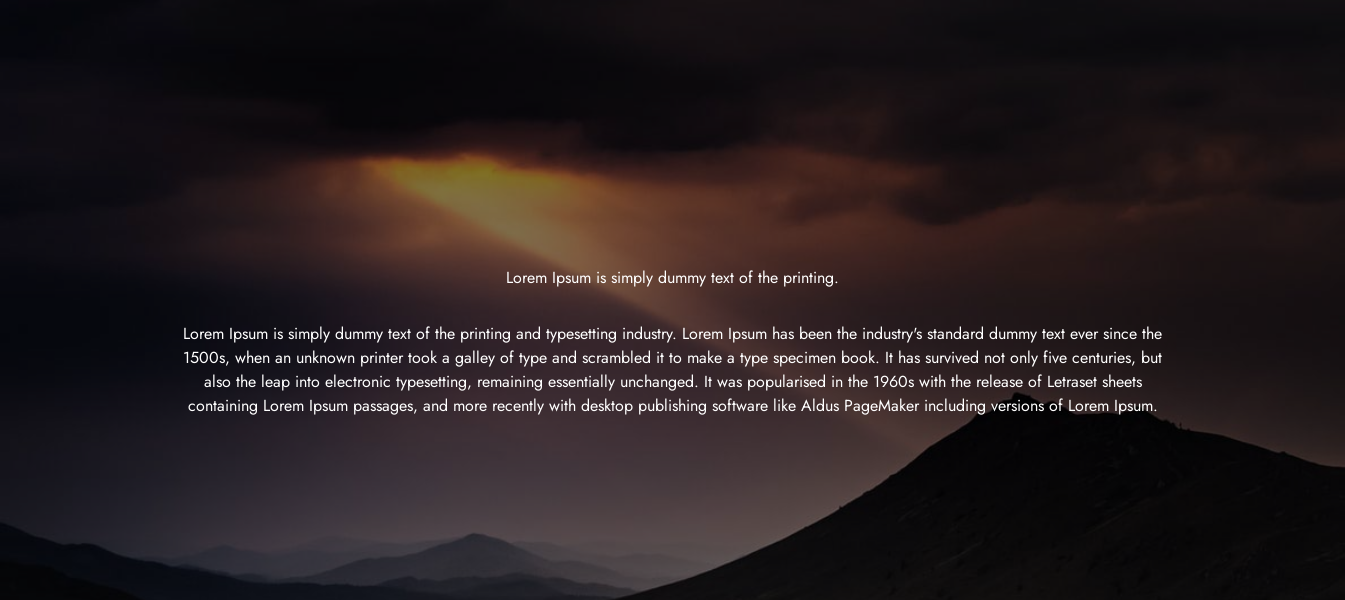 Lorem Ipsum is simply dummy text of the printing.
Lorem Ipsum is simply dummy text of the printing and typesetting industry. Lorem Ipsum has been the industry's standard dummy text ever since the
1500s, when an unknown printer took a galley of type and scrambled it to make a type specimen book. It has survived not only five centuries, but
also the leap into electronic typesetting, remaining essentially unchanged. It was popularised in the 1960s with the release of Letraset sheets
containing Lorem Ipsum passages, and more recently with desktop publishing software like Aldus PageMaker including versions of Lorem Ipsum.